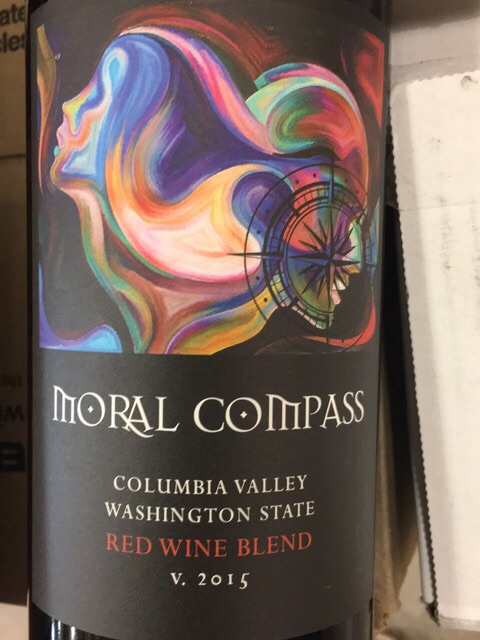 MORAL COMPASS
COLUMBIA VALLEY
WASHINGTON STATE
RED WINE BLEND
V. 2015